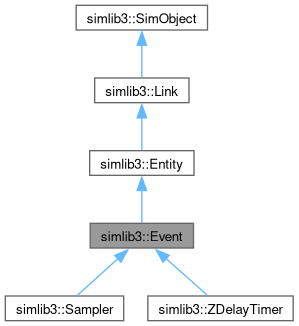 simlib3::SimObject
simlib3::Link
simlib3::Entity
simlib3::Event
simlib3::Sampler
simlib3::ZDelayTimer